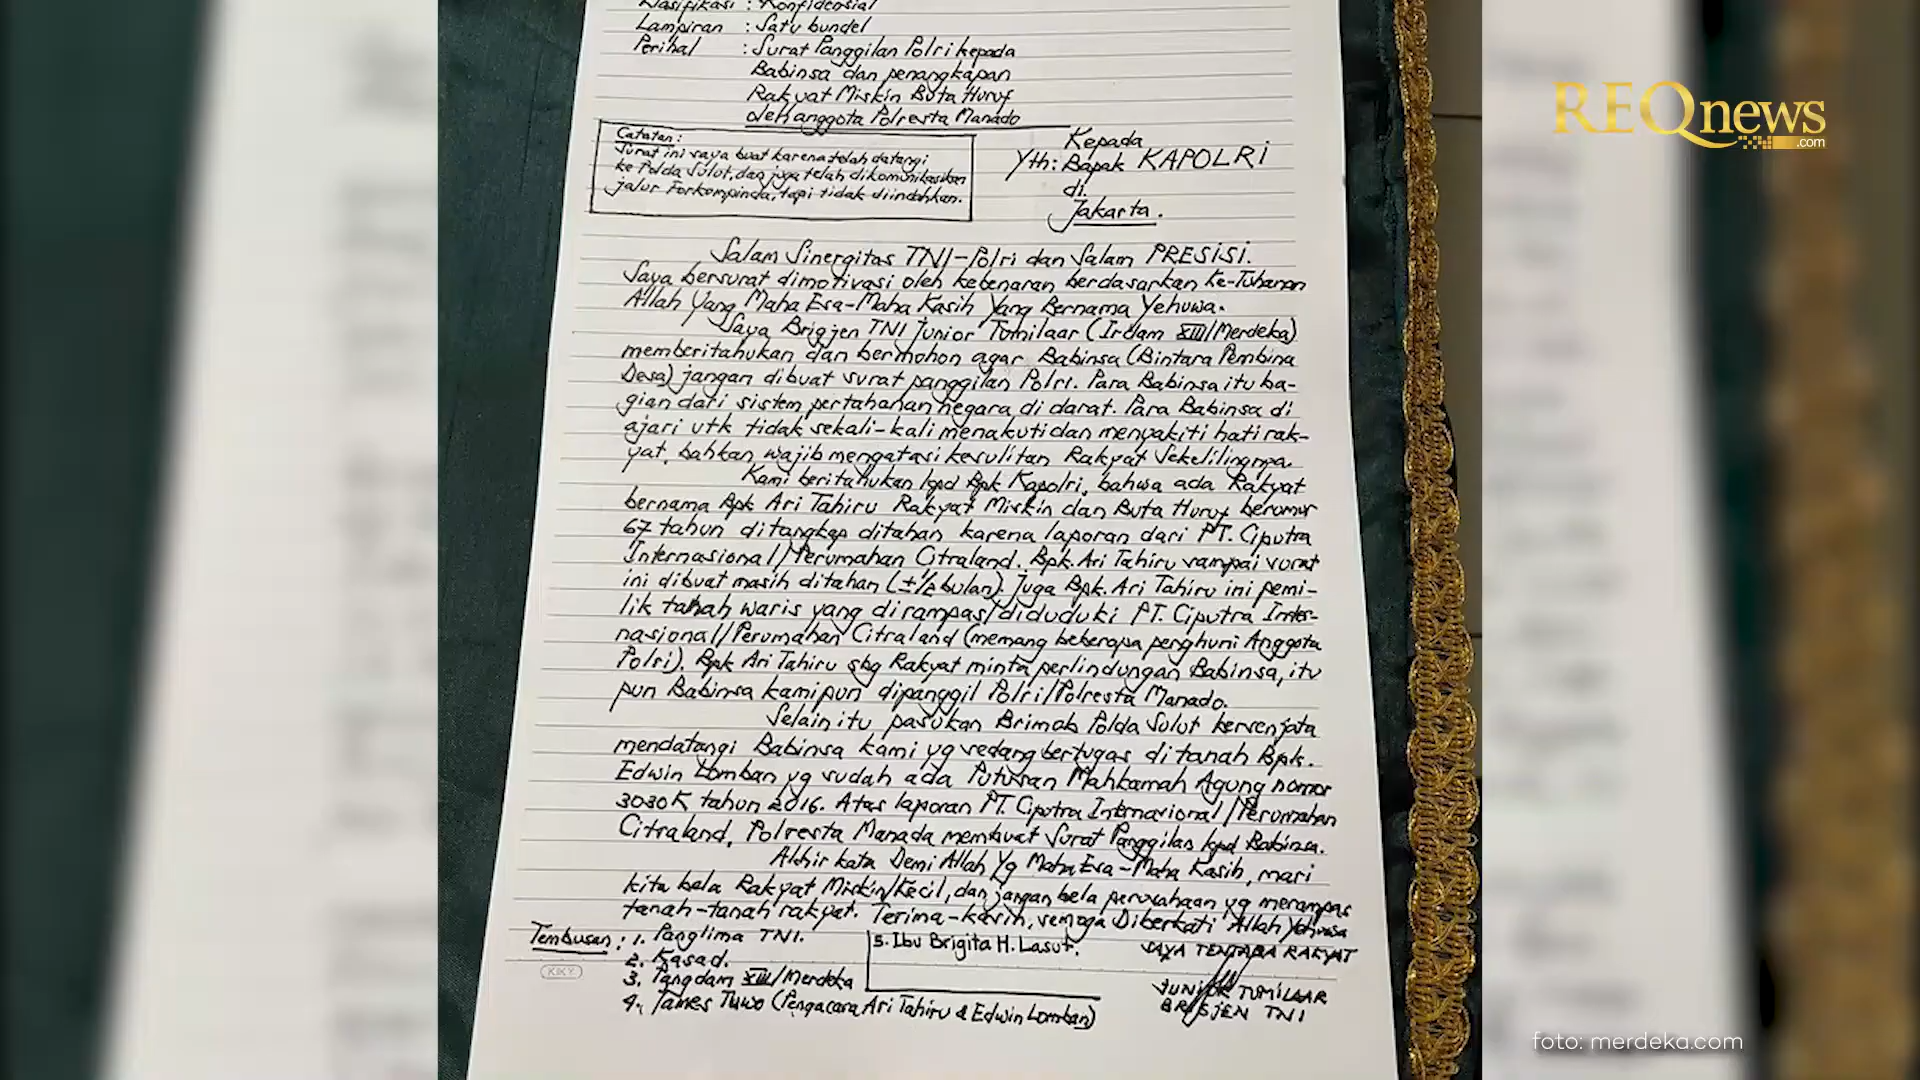 Klasifikasi : Konfidensial
Lampiran : Satu bundel
Perihal : Surat Panggilan Polri kepada
Babinsa dan penangkapan
Rakyat Miskin Buta Huruf
oleh anggota Polresta Manado
Catatan :
Surat ini saya buat karena telah datangi
ke Polda Sulut, dan juga telah dikomunikasikan
jalur Forkompinda, tapi tidak diindahkan.
Kepada
Yth: Bapak KAPOLRI
di.
Jakarta.
Salam Sinergitas TNI-Polri dan Salam PRESISI.
Saya bersurat dimotivasi oleh kebenaran berdasarkan Ke-Tuhanan
Allah Yang Maha Esa-Maha Kasih Yang Bernama Yehuwa.
Saya Brigjen TNI Junior Tumilaar (Irdam XIII/Merdeka)
memberitahukan dan bermohon agar Babinsa (Bintara Pembina
Desa) jangan dibuat surat panggilan Polri. Para Babinsa itu ba-
gian dari sistem pertahanan negara di darat. Para Babinsa di
ajari utk tidak sekali-kali menakuti dan menyakiti hati rak-
yat, bahkan wajib mengatasi kesulitan Rakyat Sekelilingnya.
Kami beritahukan kpd Bpk Kapolri, bahwa ada Rakyat
bernama Bpk Ari Tahiru Rakyat Miskin dan Buta Huruf berumur
67 tahun ditangkap ditahan karena laporan dari PT. Ciputra
Internasional/Perumahan Citraland. Bpk. Ari Tahiru sampai surat
ini dibuat masih ditahan (±1/2 bulan). Juga Bpk. Ari Tahiru ini pemi-
lik tanah waris yang dirampas/diduduki PT. Ciputra Inter-
nasional/Perumahan Citraland (memang beberapa penghuni Anggota
Polri). Bpk Ari Tahiru sbg Rakyat minta perlindungan Babinsa, itu
pun Babinsa kamipun dipanggil Polri/Polresta Manado.
Selain itu pasukan Brimob Polda Sulut bersenjata
mendatangi Babinsa kami yg sedang bertugas di tanah Bpk.
Edwin Lomban yg sudah ada Putusan Mahkamah Agung nomor
3030K tahun 2016. Atas laporan PT. Ciputra Internasional/Perumahan
Citraland, Polresta Manado membuat Surat Panggilan kpd Babinsa.
Akhir kata Demi Allah Yg Maha Esa-Maha Kasih, mari
kita bela Rakyat Miskin/Kecil, dan jangan bela perusahaan yg merampas
tanah-tanah rakyat. Terima-kasih, semoga Diberkati Allah Yehuwa
Tembusan : 1. Panglima TNI.
2. Kasad.
3. Pangdam XIII/Merdeka
4. James Tuwo (Pengacara Ari Tahiru & Edwin Lomban)
5. Ibu Brigita H. Lasut.
SAYA TENTARA RAKYAT
JUNIOR TUMILAAR
BRIGJEN TNI
KIKY
REQnews
.com
foto: merdeka.com